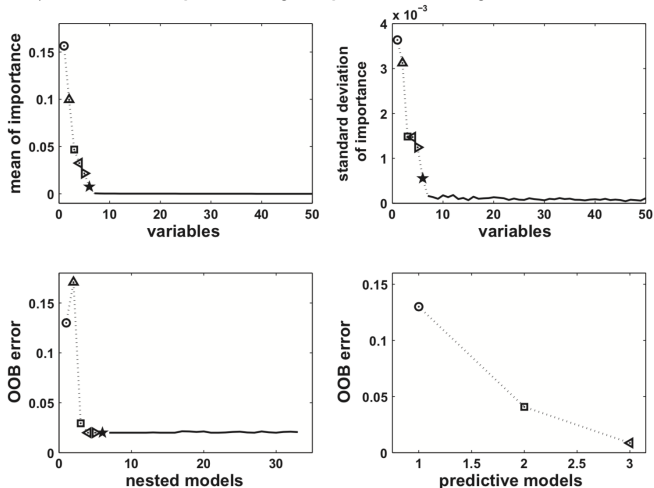 mean of importance
0.15
0.1
0.05
0
0 10 20 30 40 50
variables
standard deviation
of importance
x 10⁻³
4
3
2
1
0
0 10 20 30 40 50
variables
OOB error
0.15
0.1
0.05
0
0 10 20 30
nested models
OOB error
0.15
0.1
0.05
0
1 1.5 2 2.5 3
predictive models